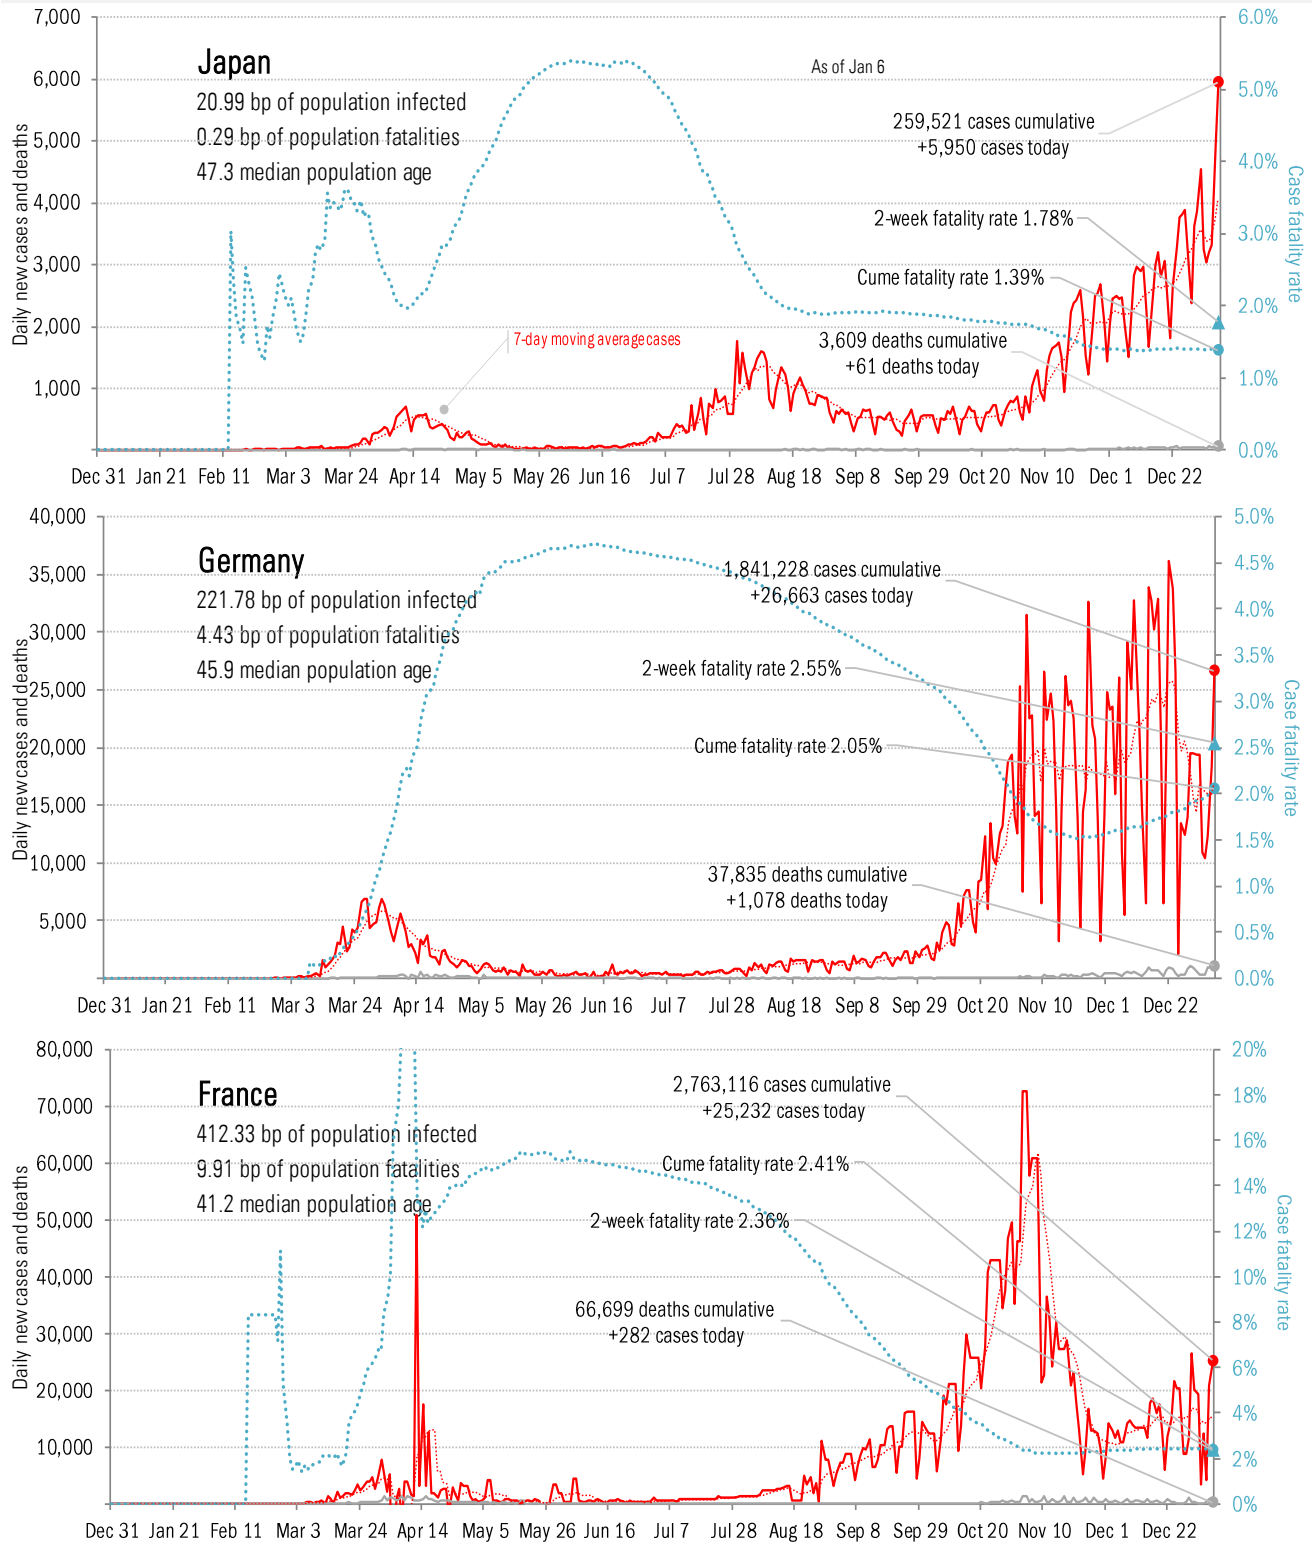 7,000
6,000
5,000
4,000
3,000
2,000
1,000
Daily new cases and deaths
6.0%
5.0%
4.0%
3.0%
2.0%
1.0%
0.0%
Case fatality rate
Japan
20.99 bp of population infected
0.29 bp of population fatalities
47.3 median population age
As of Jan 6
259,521 cases cumulative
+5,950 cases today
2-week fatality rate 1.78%
Cume fatality rate 1.39%
3,609 deaths cumulative
+61 deaths today
7-day moving average cases
Dec 31 Jan 21 Feb 11 Mar 3 Mar 24 Apr 14 May 5 May 26 Jun 16 Jul 7 Jul 28 Aug 18 Sep 8 Sep 29 Oct 20 Nov 10 Dec 1 Dec 22
40,000
35,000
30,000
25,000
20,000
15,000
10,000
5,000
Daily new cases and deaths
5.0%
4.5%
4.0%
3.5%
3.0%
2.5%
2.0%
1.5%
1.0%
0.5%
0.0%
Case fatality rate
Germany
221.78 bp of population infected
4.43 bp of population fatalities
45.9 median population age
1,841,228 cases cumulative
+26,663 cases today
2-week fatality rate 2.55%
Cume fatality rate 2.05%
37,835 deaths cumulative
+1,078 deaths today
Dec 31 Jan 21 Feb 11 Mar 3 Mar 24 Apr 14 May 5 May 26 Jun 16 Jul 7 Jul 28 Aug 18 Sep 8 Sep 29 Oct 20 Nov 10 Dec 1 Dec 22
80,000
70,000
60,000
50,000
40,000
30,000
20,000
10,000
Daily new cases and deaths
20%
18%
16%
14%
12%
10%
8%
6%
4%
2%
0%
Case fatality rate
France
412.33 bp of population infected
9.91 bp of population fatalities
41.2 median population age
2,763,116 cases cumulative
+25,232 cases today
Cume fatality rate 2.41%
2-week fatality rate 2.36%
66,699 deaths cumulative
+282 cases today
Dec 31 Jan 21 Feb 11 Mar 3 Mar 24 Apr 14 May 5 May 26 Jun 16 Jul 7 Jul 28 Aug 18 Sep 8 Sep 29 Oct 20 Nov 10 Dec 1 Dec 22